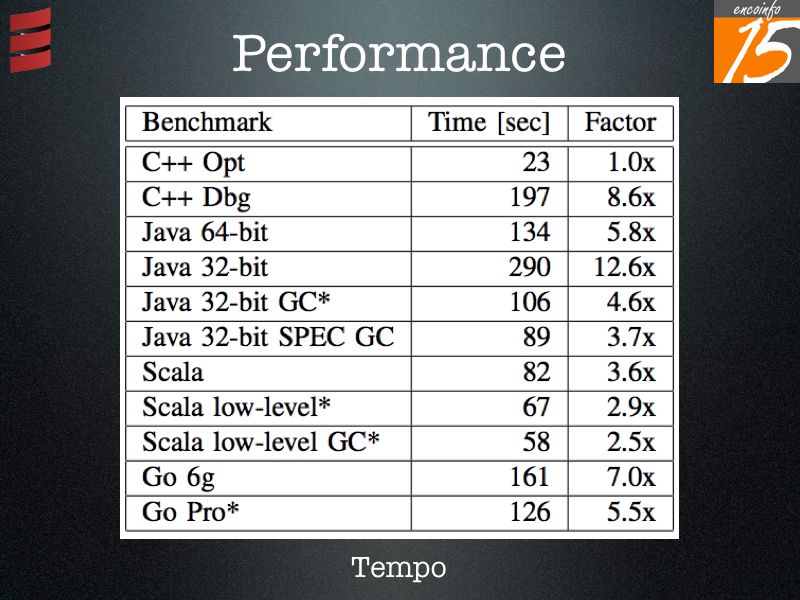 encoinfo
15
Performance
Benchmark Time [sec] Factor
C++ Opt 23 1.0x
C++ Dbg 197 8.6x
Java 64-bit 134 5.8x
Java 32-bit 290 12.6x
Java 32-bit GC* 106 4.6x
Java 32-bit SPEC GC 89 3.7x
Scala 82 3.6x
Scala low-level* 67 2.9x
Scala low-level GC* 58 2.5x
Go 6g 161 7.0x
Go Pro* 126 5.5x
Tempo